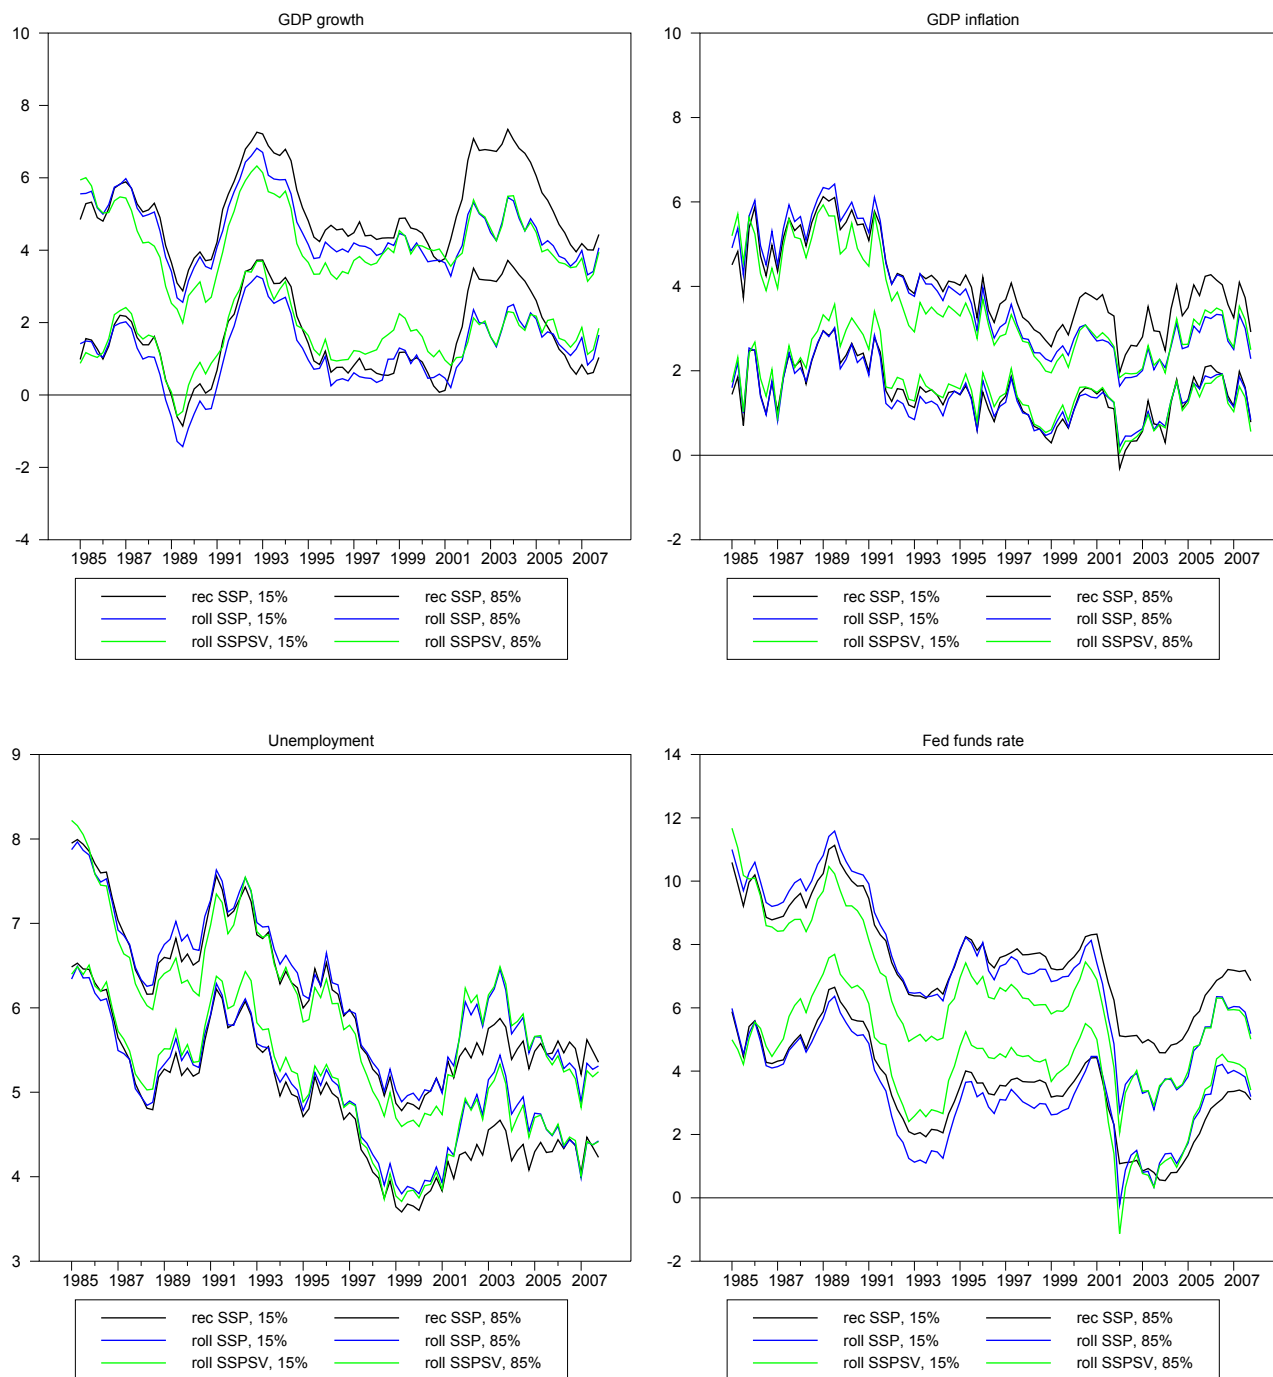 GDP growth
10
8
6
4
2
0
-2
-4
1985 1987 1989 1991 1993 1995 1997 1999 2001 2003 2005 2007
rec SSP, 15% rec SSP, 85%
roll SSP, 15% roll SSP, 85%
roll SSPSV, 15% roll SSPSV, 85%
GDP inflation
10
8
6
4
2
0
-2
1985 1987 1989 1991 1993 1995 1997 1999 2001 2003 2005 2007
rec SSP, 15% rec SSP, 85%
roll SSP, 15% roll SSP, 85%
roll SSPSV, 15% roll SSPSV, 85%
Unemployment
9
8
7
6
5
4
3
1985 1987 1989 1991 1993 1995 1997 1999 2001 2003 2005 2007
rec SSP, 15% rec SSP, 85%
roll SSP, 15% roll SSP, 85%
roll SSPSV, 15% roll SSPSV, 85%
Fed funds rate
14
12
10
8
6
4
2
0
-2
1985 1987 1989 1991 1993 1995 1997 1999 2001 2003 2005 2007
rec SSP, 15% rec SSP, 85%
roll SSP, 15% roll SSP, 85%
roll SSPSV, 15% roll SSPSV, 85%